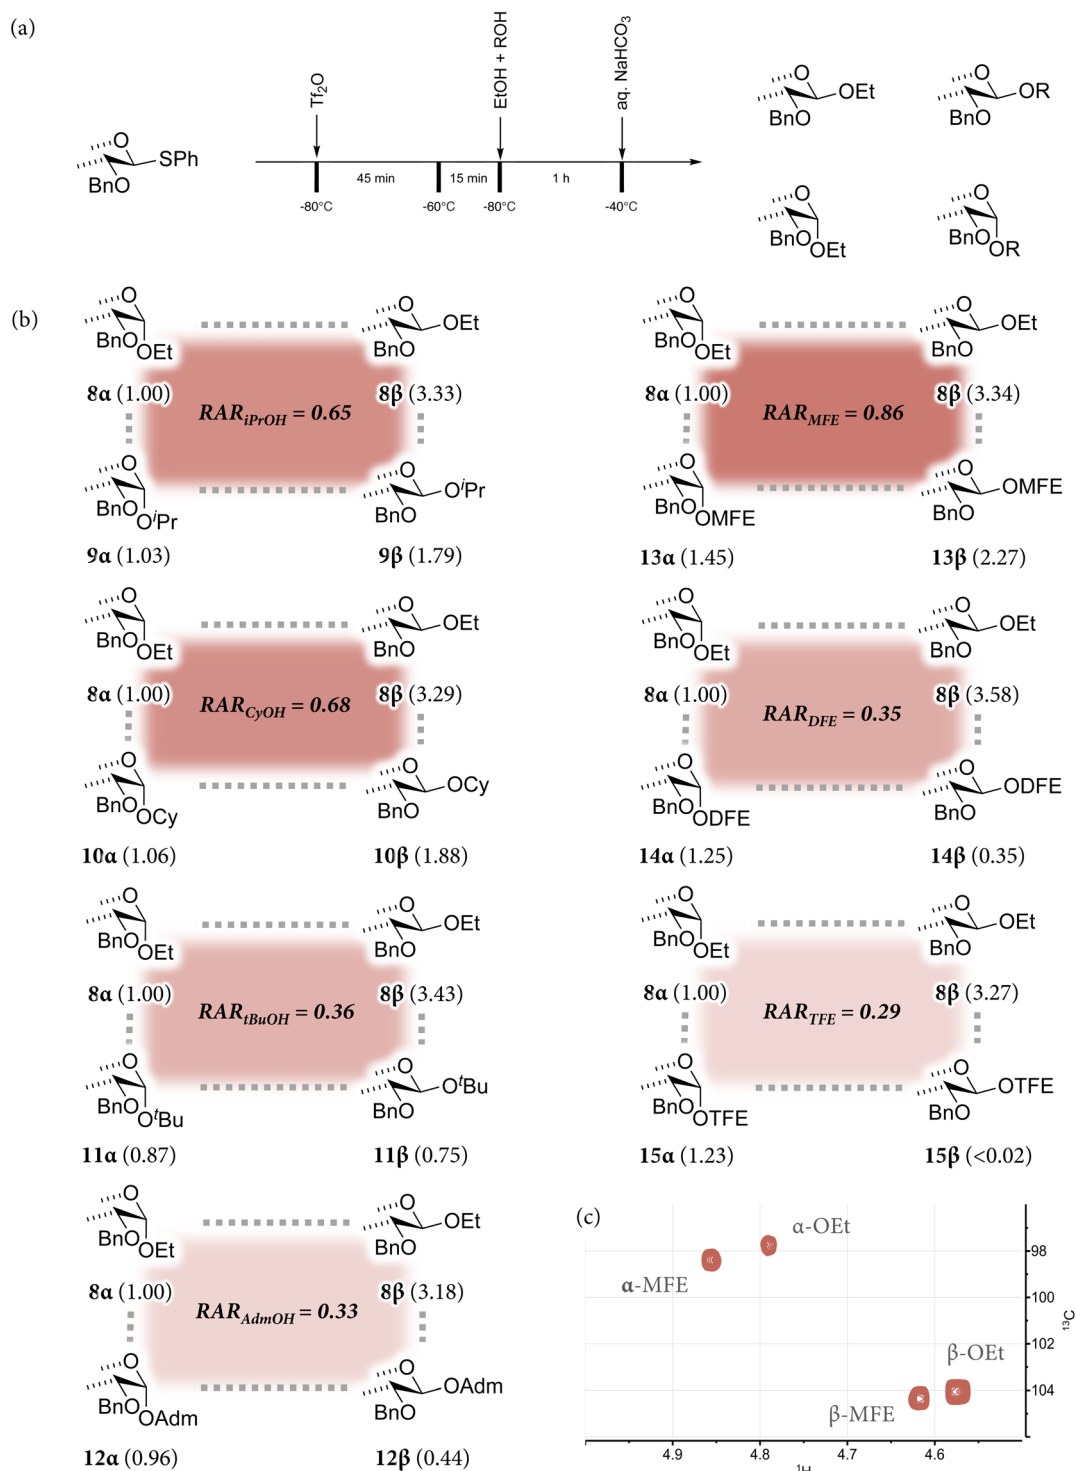 (a)
Tf2O
EtOH + ROH
aq. NaHCO3
O
SPh
BnO
45 min
15 min
1 h
-80°C
-60°C
-80°C
-40°C
O
OEt
BnO
O
OR
BnO
O
BnO
OEt
O
BnO
OR
(b)
O
BnO
OEt
O
OEt
BnO
8α (1.00)
8β (3.33)
RAR_iPrOH = 0.65
O
BnO
OiPr
O
OiPr
BnO
9α (1.03)
9β (1.79)
O
BnO
OEt
O
OEt
BnO
8α (1.00)
8β (3.34)
RAR_MFE = 0.86
O
BnO
OMFE
O
OMFE
BnO
13α (1.45)
13β (2.27)
O
BnO
OEt
O
OEt
BnO
8α (1.00)
8β (3.29)
RAR_CyOH = 0.68
O
BnO
OCy
O
OCy
BnO
10α (1.06)
10β (1.88)
O
BnO
OEt
O
OEt
BnO
8α (1.00)
8β (3.58)
RAR_DFE = 0.35
O
BnO
ODFE
O
ODFE
BnO
14α (1.25)
14β (0.35)
O
BnO
OEt
O
OEt
BnO
8α (1.00)
8β (3.43)
RAR_tBuOH = 0.36
O
BnO
OtBu
O
OtBu
BnO
11α (0.87)
11β (0.75)
O
BnO
OEt
O
OEt
BnO
8α (1.00)
8β (3.27)
RAR_TFE = 0.29
O
BnO
OTFE
O
OTFE
BnO
15α (1.23)
15β (<0.02)
O
BnO
OEt
O
OEt
BnO
8α (1.00)
8β (3.18)
RAR_AdmOH = 0.33
O
BnO
OAdm
O
OAdm
BnO
12α (0.96)
12β (0.44)
(c)
α-OEt
α-MFE
β-OEt
β-MFE
98
100
102
104
13C
4.9
4.8
4.7
4.6
1H